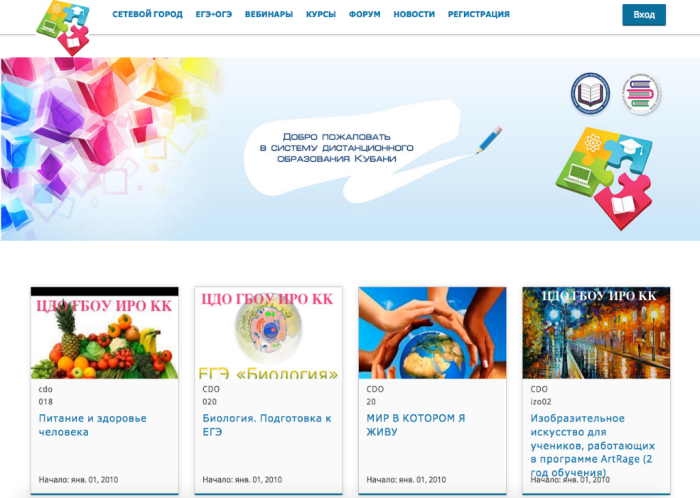 СЕТЕВОЙ ГОРОД ЕГЭ+ОГЭ ВЕБИНАРЫ КУРСЫ ФОРУМ НОВОСТИ РЕГИСТРАЦИЯ Вход
Добро пожаловать
в систему дистанционного
образования Кубани
ЦДО ГБОУ ИРО КК
cdo
018
Питание и здоровье
человека
Начало: янв. 01, 2010
ЦДО ГБОУ ИРО КК
ЕГЭ «Биология»
CDO
020
Биология. Подготовка к
ЕГЭ
Начало: янв. 01, 2010
CDO
20
МИР В КОТОРОМ Я
ЖИВУ
Начало: янв. 01, 2010
ЦДО ГБОУ ИРО КК
CDO
izo02
Изобразительное
искусство для
учеников, работающих
в программе ArtRage (2
год обучения)
Начало: янв. 01, 2010